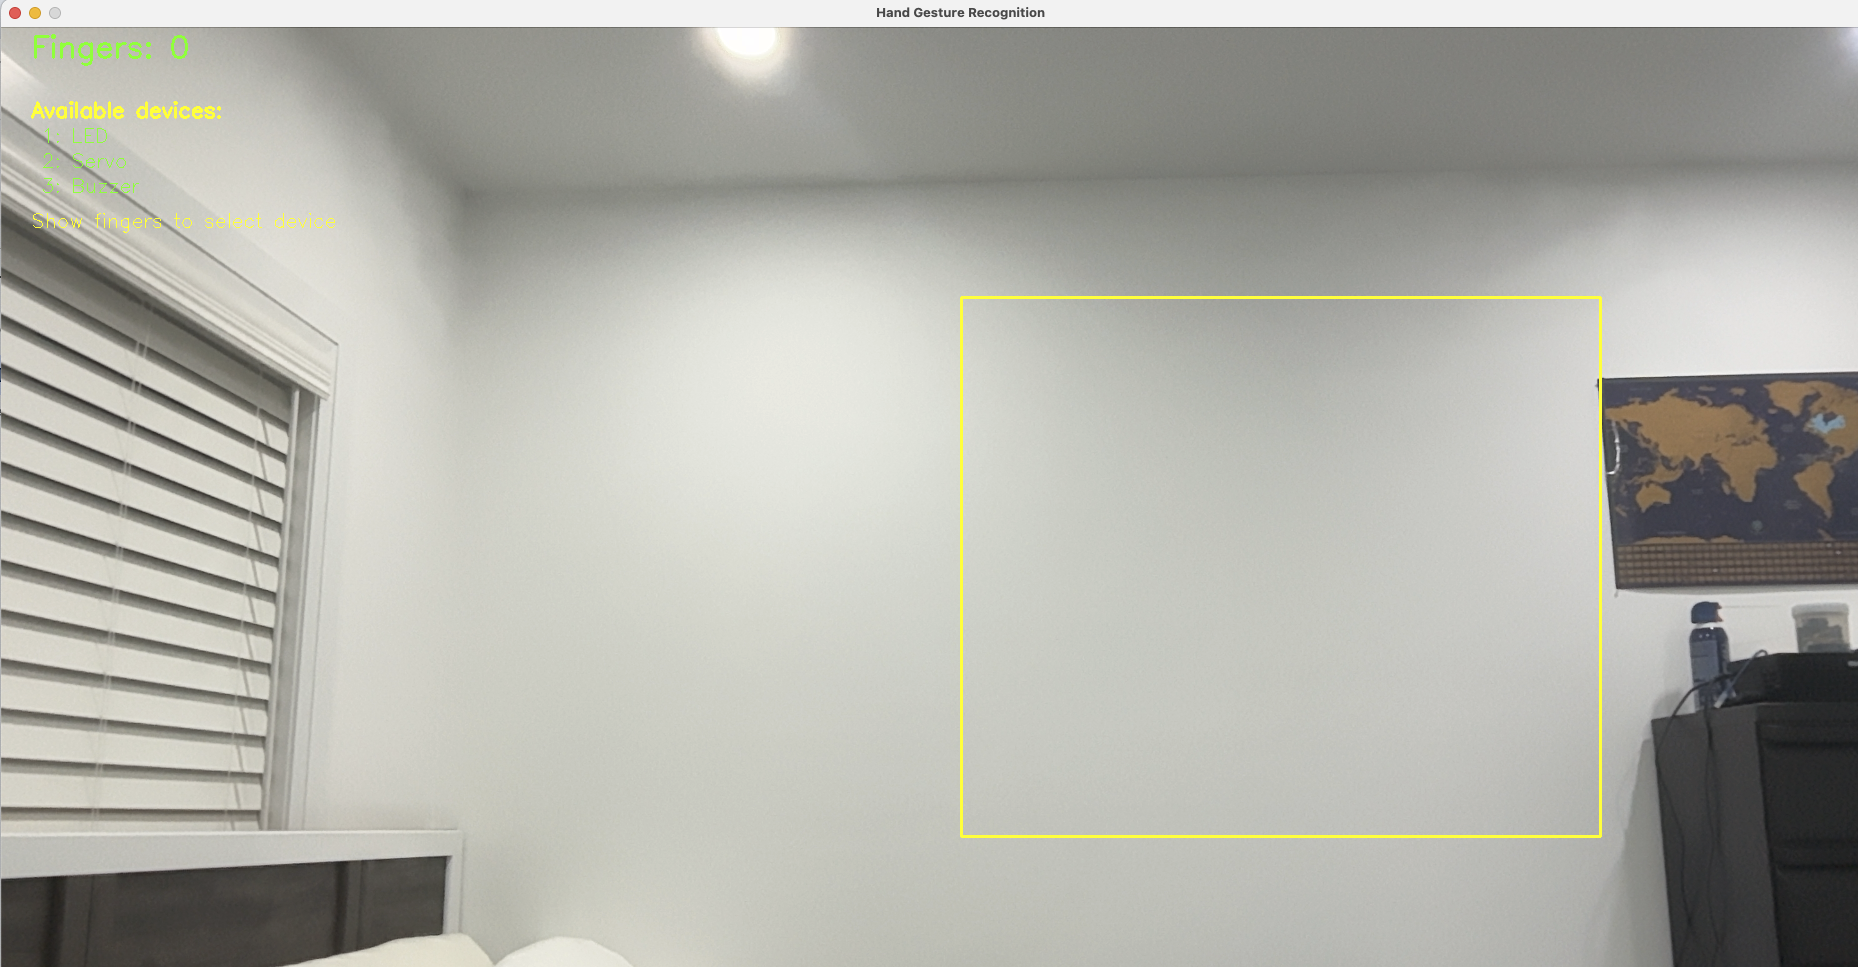 Hand Gesture Recognition
Fingers: 0
Available devices:
1: LED
2: Servo
3: Buzzer
Show fingers to select device